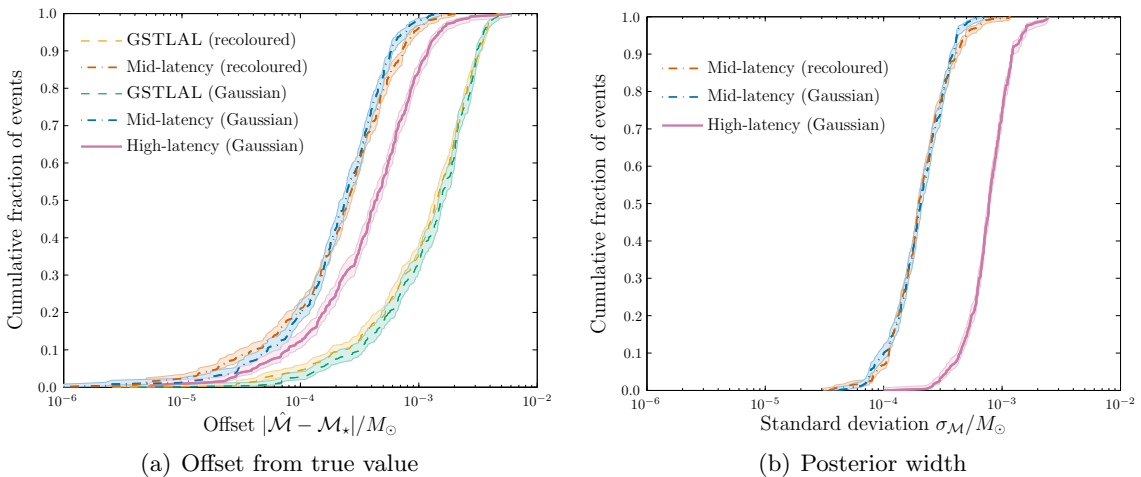 Cumulative fraction of events
1.0
0.9
0.8
0.7
0.6
0.5
0.4
0.3
0.2
0.1
0.0
GSTLAL (recoloured)
Mid-latency (recoloured)
GSTLAL (Gaussian)
Mid-latency (Gaussian)
High-latency (Gaussian)
10⁻⁶ 10⁻⁵ 10⁻⁴ 10⁻³ 10⁻²
Offset |ℳ̂ − ℳ⋆|/M⊙
(a) Offset from true value
Cumulative fraction of events
1.0
0.9
0.8
0.7
0.6
0.5
0.4
0.3
0.2
0.1
0.0
Mid-latency (recoloured)
Mid-latency (Gaussian)
High-latency (Gaussian)
10⁻⁶ 10⁻⁵ 10⁻⁴ 10⁻³ 10⁻²
Standard deviation σ_ℳ/M⊙
(b) Posterior width